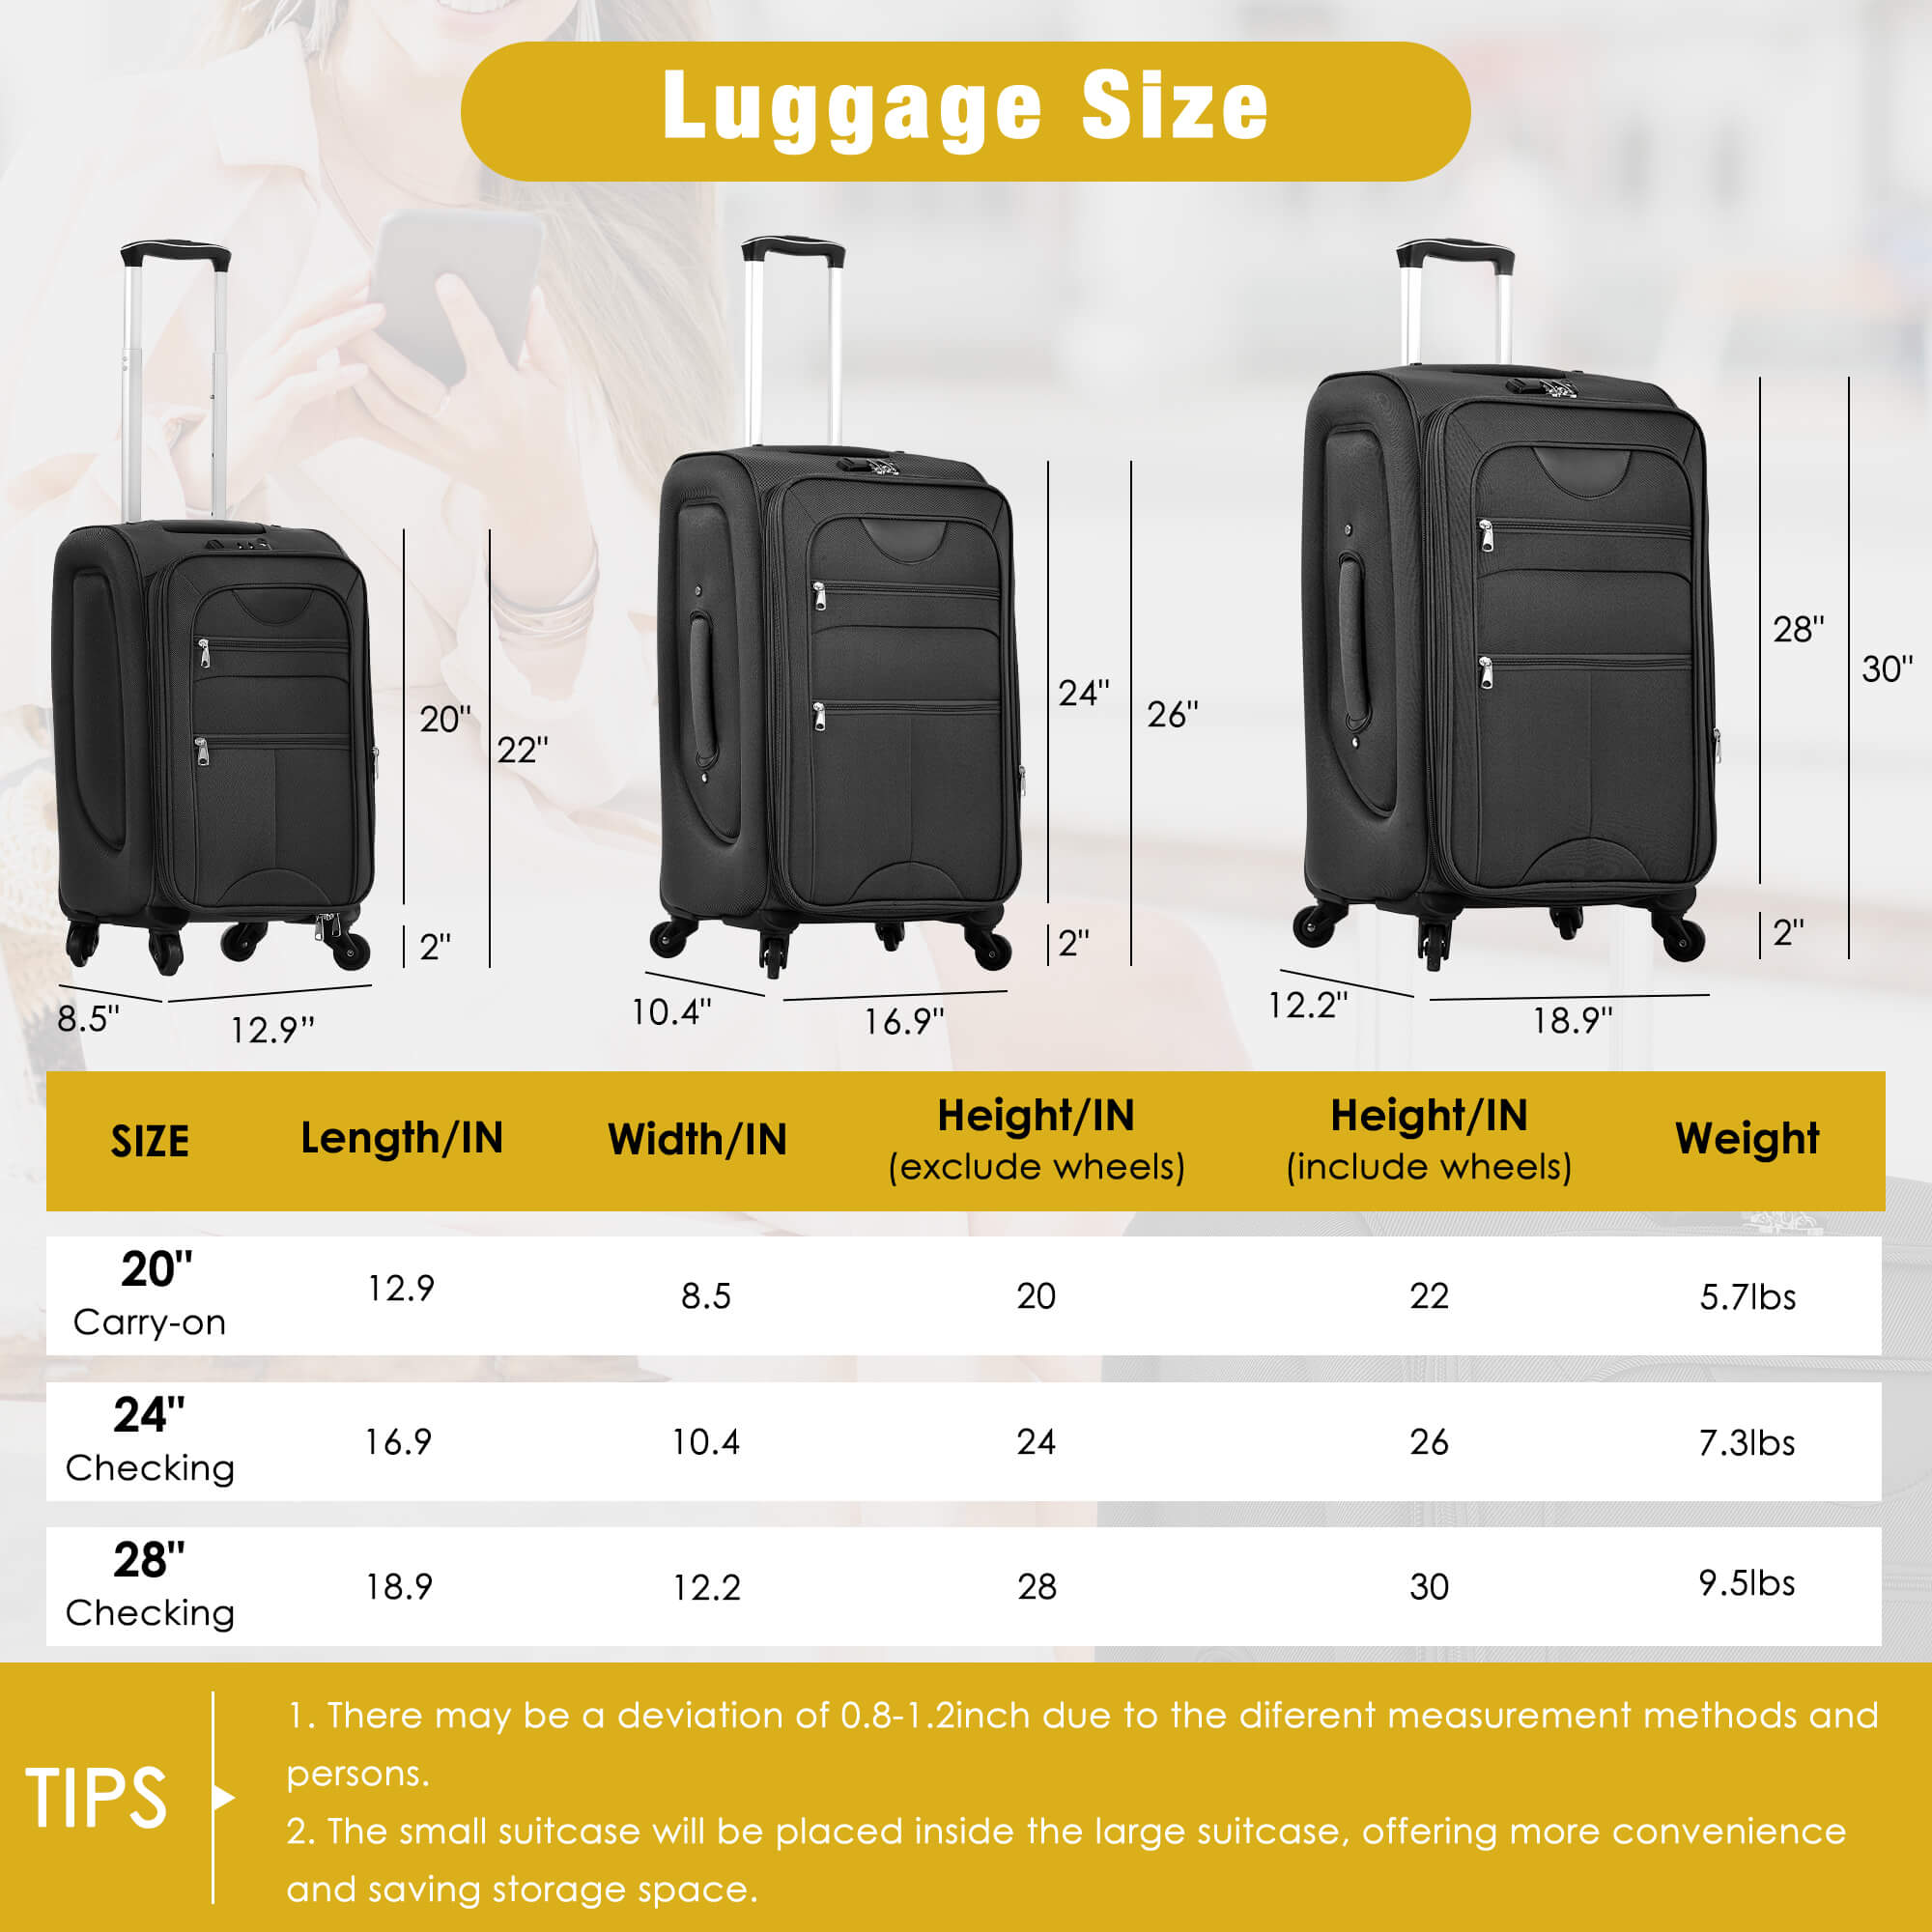 Luggage Size
20"
22"
2"
8.5"
12.9”
24"
26"
2"
10.4"
16.9"
28"
30"
2"
12.2"
18.9"
SIZE Length/IN Width/IN Height/IN (exclude wheels) Height/IN (include wheels) Weight
20" Carry-on 12.9 8.5 20 22 5.7lbs
24" Checking 16.9 10.4 24 26 7.3lbs
28" Checking 18.9 12.2 28 30 9.5lbs
TIPS
1. There may be a deviation of 0.8-1.2inch due to the diferent measurement methods and
persons.
2. The small suitcase will be placed inside the large suitcase, offering more convenience
and saving storage space.